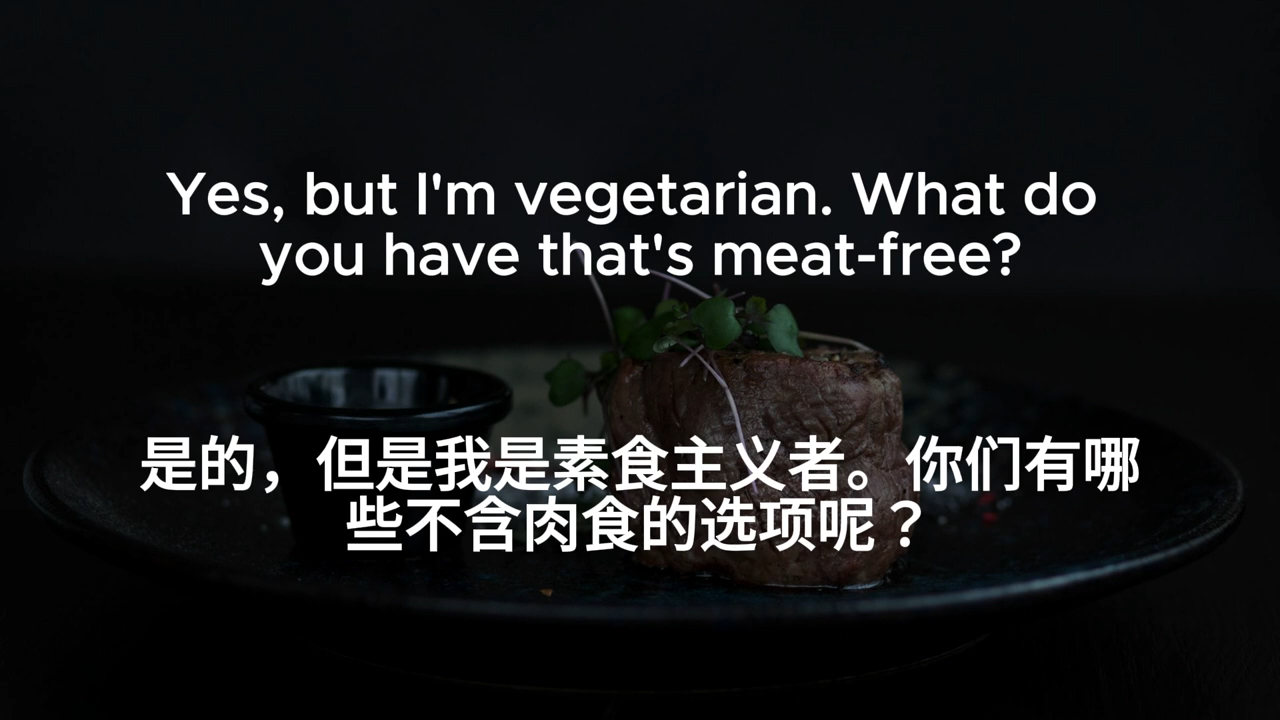 Yes, but I'm vegetarian. What do
you have that's meat-free?
是的，但是我是素食主义者。你们有哪
些不含肉食的选项呢？